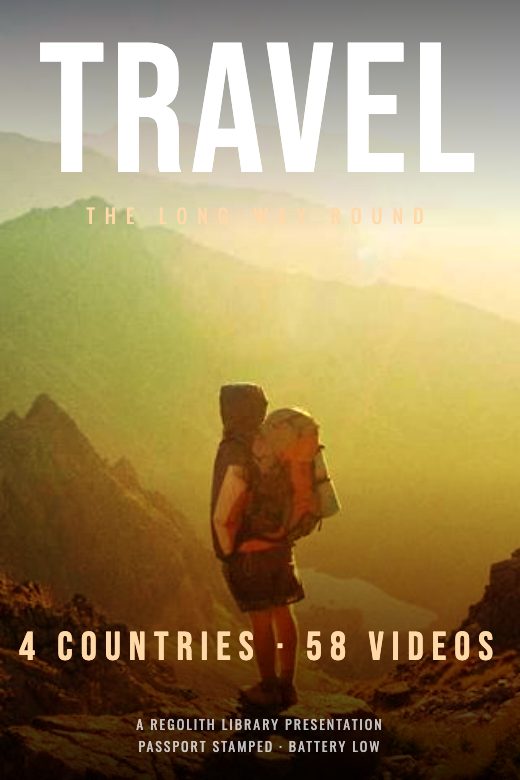 TRAVEL
THE LONG WAY ROUND
4 COUNTRIES · 58 VIDEOS
A REGOLITH LIBRARY PRESENTATION
PASSPORT STAMPED · BATTERY LOW